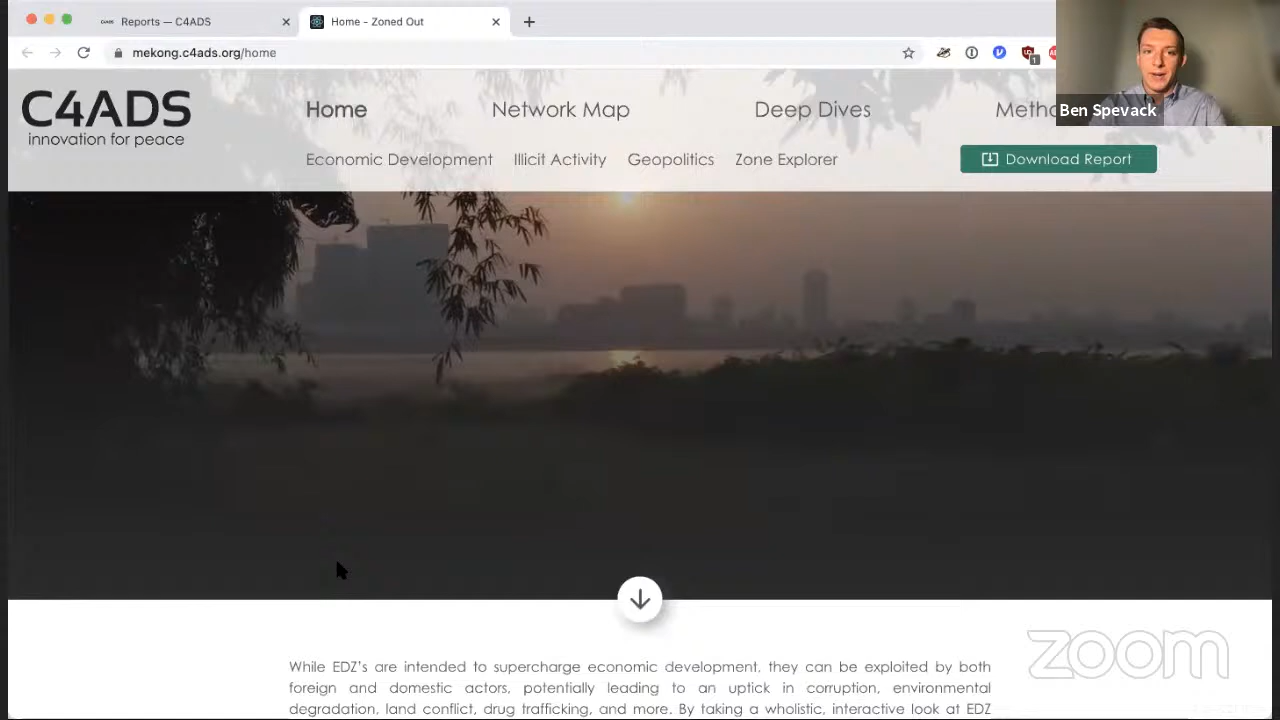 Reports — C4ADS
Home - Zoned Out
mekong.c4ads.org/home
1
Ben Spevack
C4ADS
innovation for peace
Home
Network Map
Deep Dives
Metho
Economic Development
Illicit Activity
Geopolitics
Zone Explorer
Download Report
While EDZ's are intended to supercharge economic development, they can be exploited by both
foreign and domestic actors, potentially leading to an uptick in corruption, environmental
degradation, land conflict, drug trafficking, and more. By taking a wholistic, interactive look at EDZ
zoom